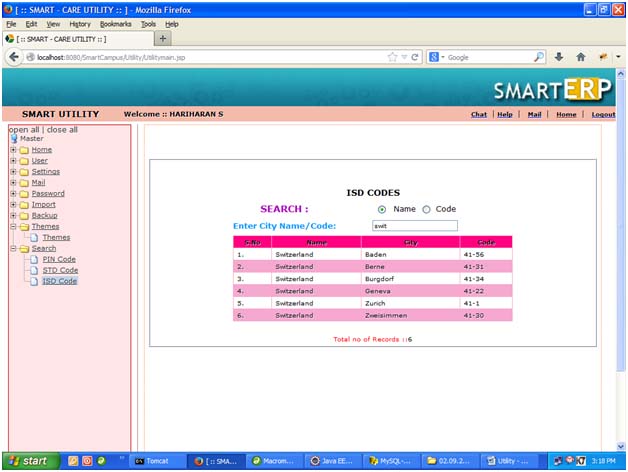 [ :: SMART - CARE UTILITY :: ] - Mozilla Firefox
File Edit View History Bookmarks Tools Help
[ :: SMART - CARE UTILITY :: ] +
localhost:8080/SmartCampus/Utility/Utilitymain.jsp
Google
SMARTERP
SMART UTILITY Welcome :: HARIHARAN S Chat | Help | Mail | Home | Logout
open all | close all
Master
Home
User
Settings
Mail
Password
Import
Backup
Themes
Themes
Search
PIN Code
STD Code
ISD Code
ISD CODES
SEARCH : Name Code
Enter City Name/Code: swit
S.No Name City Code
1. Switzerland Baden 41-56
2. Switzerland Berne 41-31
3. Switzerland Burgdorf 41-34
4. Switzerland Geneva 41-22
5. Switzerland Zurich 41-1
6. Switzerland Zweisimmen 41-30
Total no of Records ::6
start Tomcat [ :: SMA... Macrom... Java EE... MySQL-... 02.09.2... Utility - ... 3:18 PM